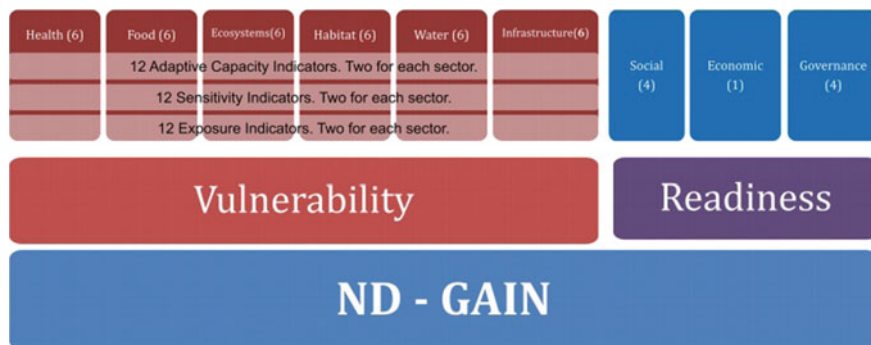 Health (6)
Food (6)
Ecosystems(6)
Habitat (6)
Water (6)
Infrastructure(6)
12 Adaptive Capacity Indicators. Two for each sector.
12 Sensitivity Indicators. Two for each sector.
12 Exposure Indicators. Two for each sector.
Social
(4)
Economic
(1)
Governance
(4)
Vulnerability
Readiness
ND - GAIN